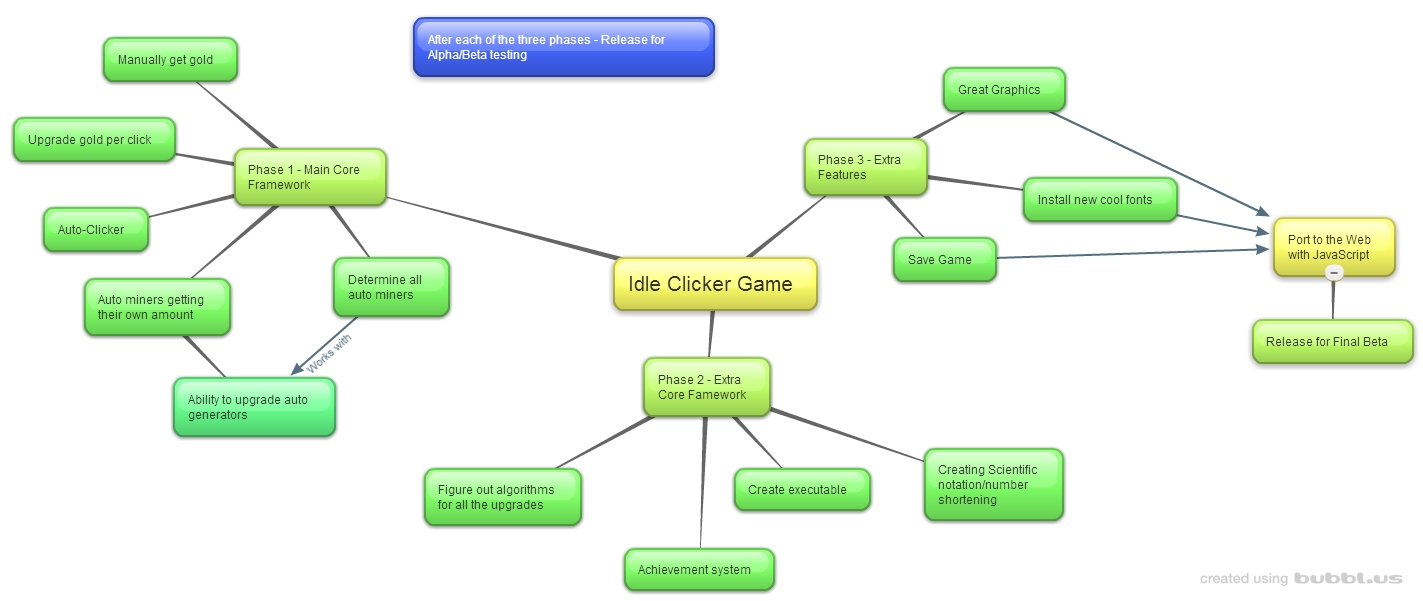 After each of the three phases - Release for
Alpha/Beta testing
Manually get gold
Upgrade gold per click
Phase 1 - Main Core
Framework
Auto-Clicker
Auto miners getting
their own amount
Determine all
auto miners
Works with
Ability to upgrade auto
generators
Idle Clicker Game
Phase 2 - Extra
Core Famework
Figure out algorithms
for all the upgrades
Achievement system
Create executable
Creating Scientific
notation/number
shortening
Great Graphics
Phase 3 - Extra
Features
Install new cool fonts
Save Game
Port to the Web
with JavaScript
Release for Final Beta
created using bubbl.us